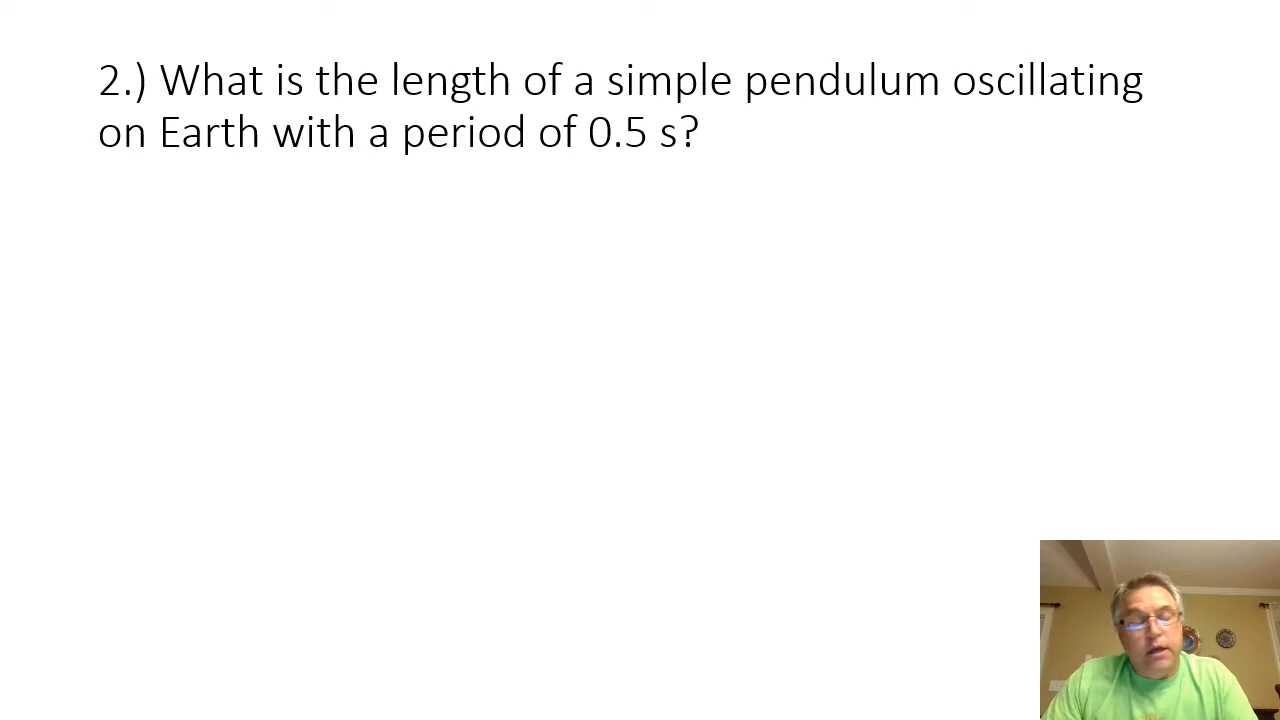 2.) What is the length of a simple pendulum oscillating
on Earth with a period of 0.5 s?